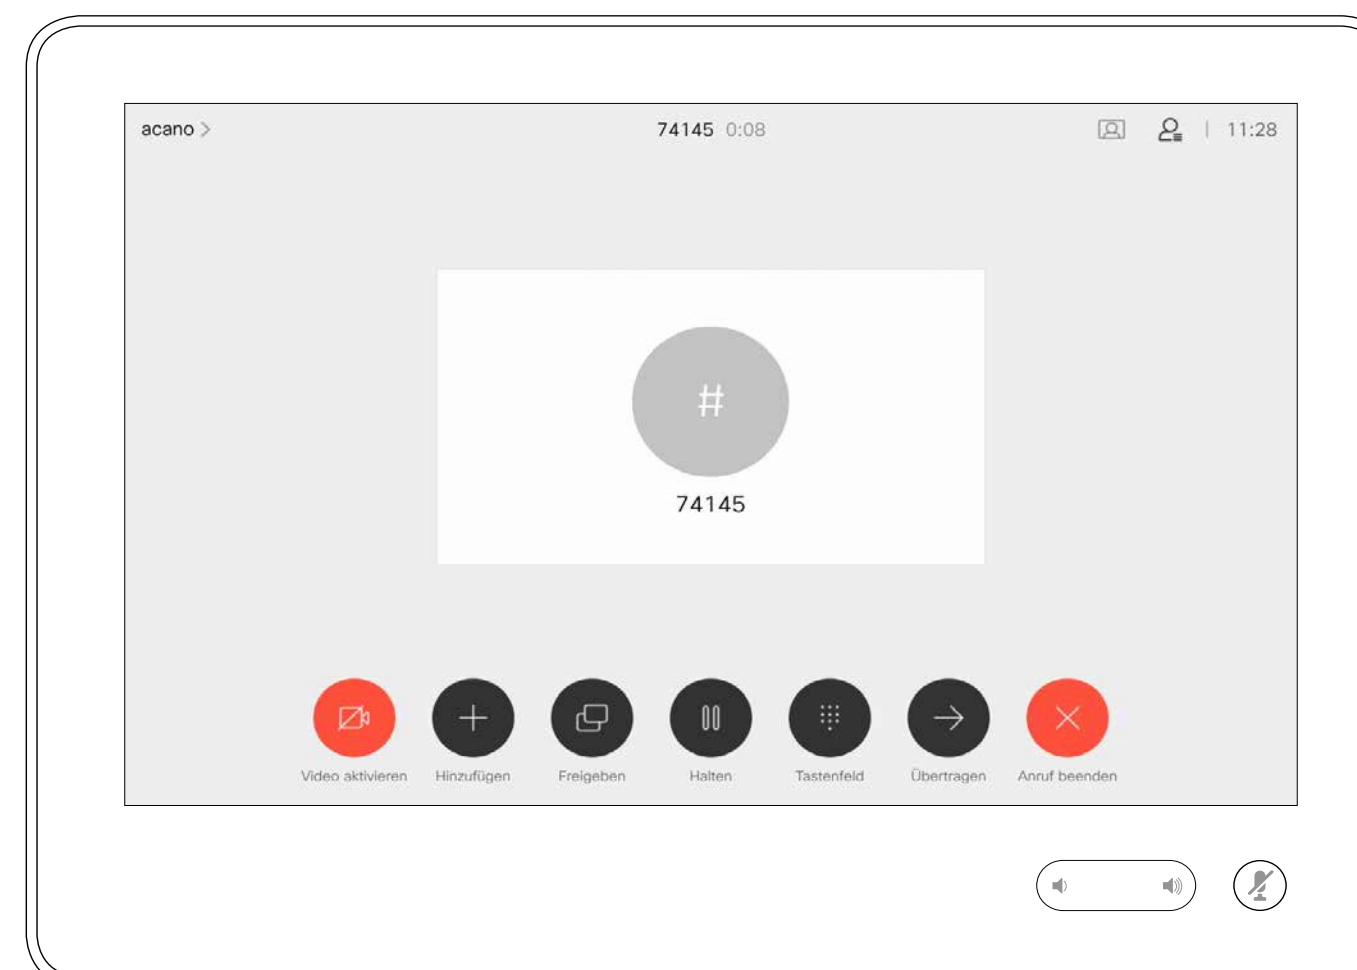 acano >
74145 0:08
11:28
#
74145
Video aktivieren
Hinzufügen
Freigeben
Halten
Tastenfeld
Übertragen
Anruf beenden